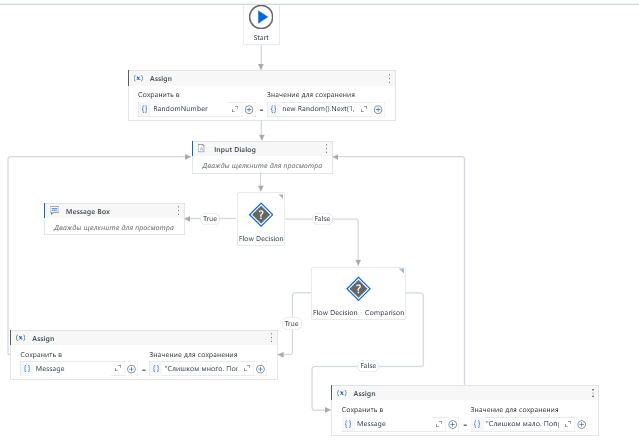 Start
Assign
Сохранить в
Значение для сохранения
RandomNumber
=
new Random().Next(1,
Input Dialog
Дважды щелкните для просмотра
Message Box
Дважды щелкните для просмотра
True
Flow Decision
False
Flow Decision - Comparison
True
False
Assign
Сохранить в
Значение для сохранения
Message
=
"Слишком много. Поп
Assign
Сохранить в
Значение для сохранения
Message
=
"Слишком мало. Попр